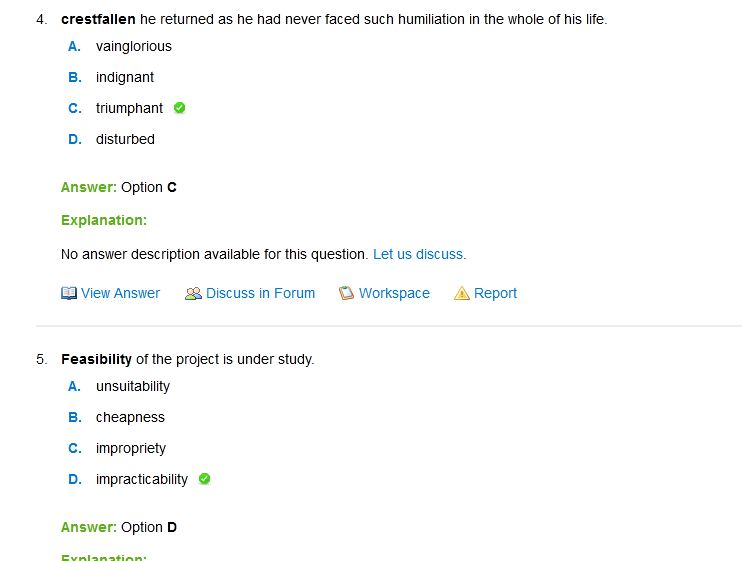 4. crestfallen he returned as he had never faced such humiliation in the whole of his life.
A. vainglorious
B. indignant
C. triumphant
D. disturbed
Answer: Option C
Explanation:
No answer description available for this question. Let us discuss.
View Answer Discuss in Forum Workspace Report
5. Feasibility of the project is under study.
A. unsuitability
B. cheapness
C. impropriety
D. impracticability
Answer: Option D
Explanation: